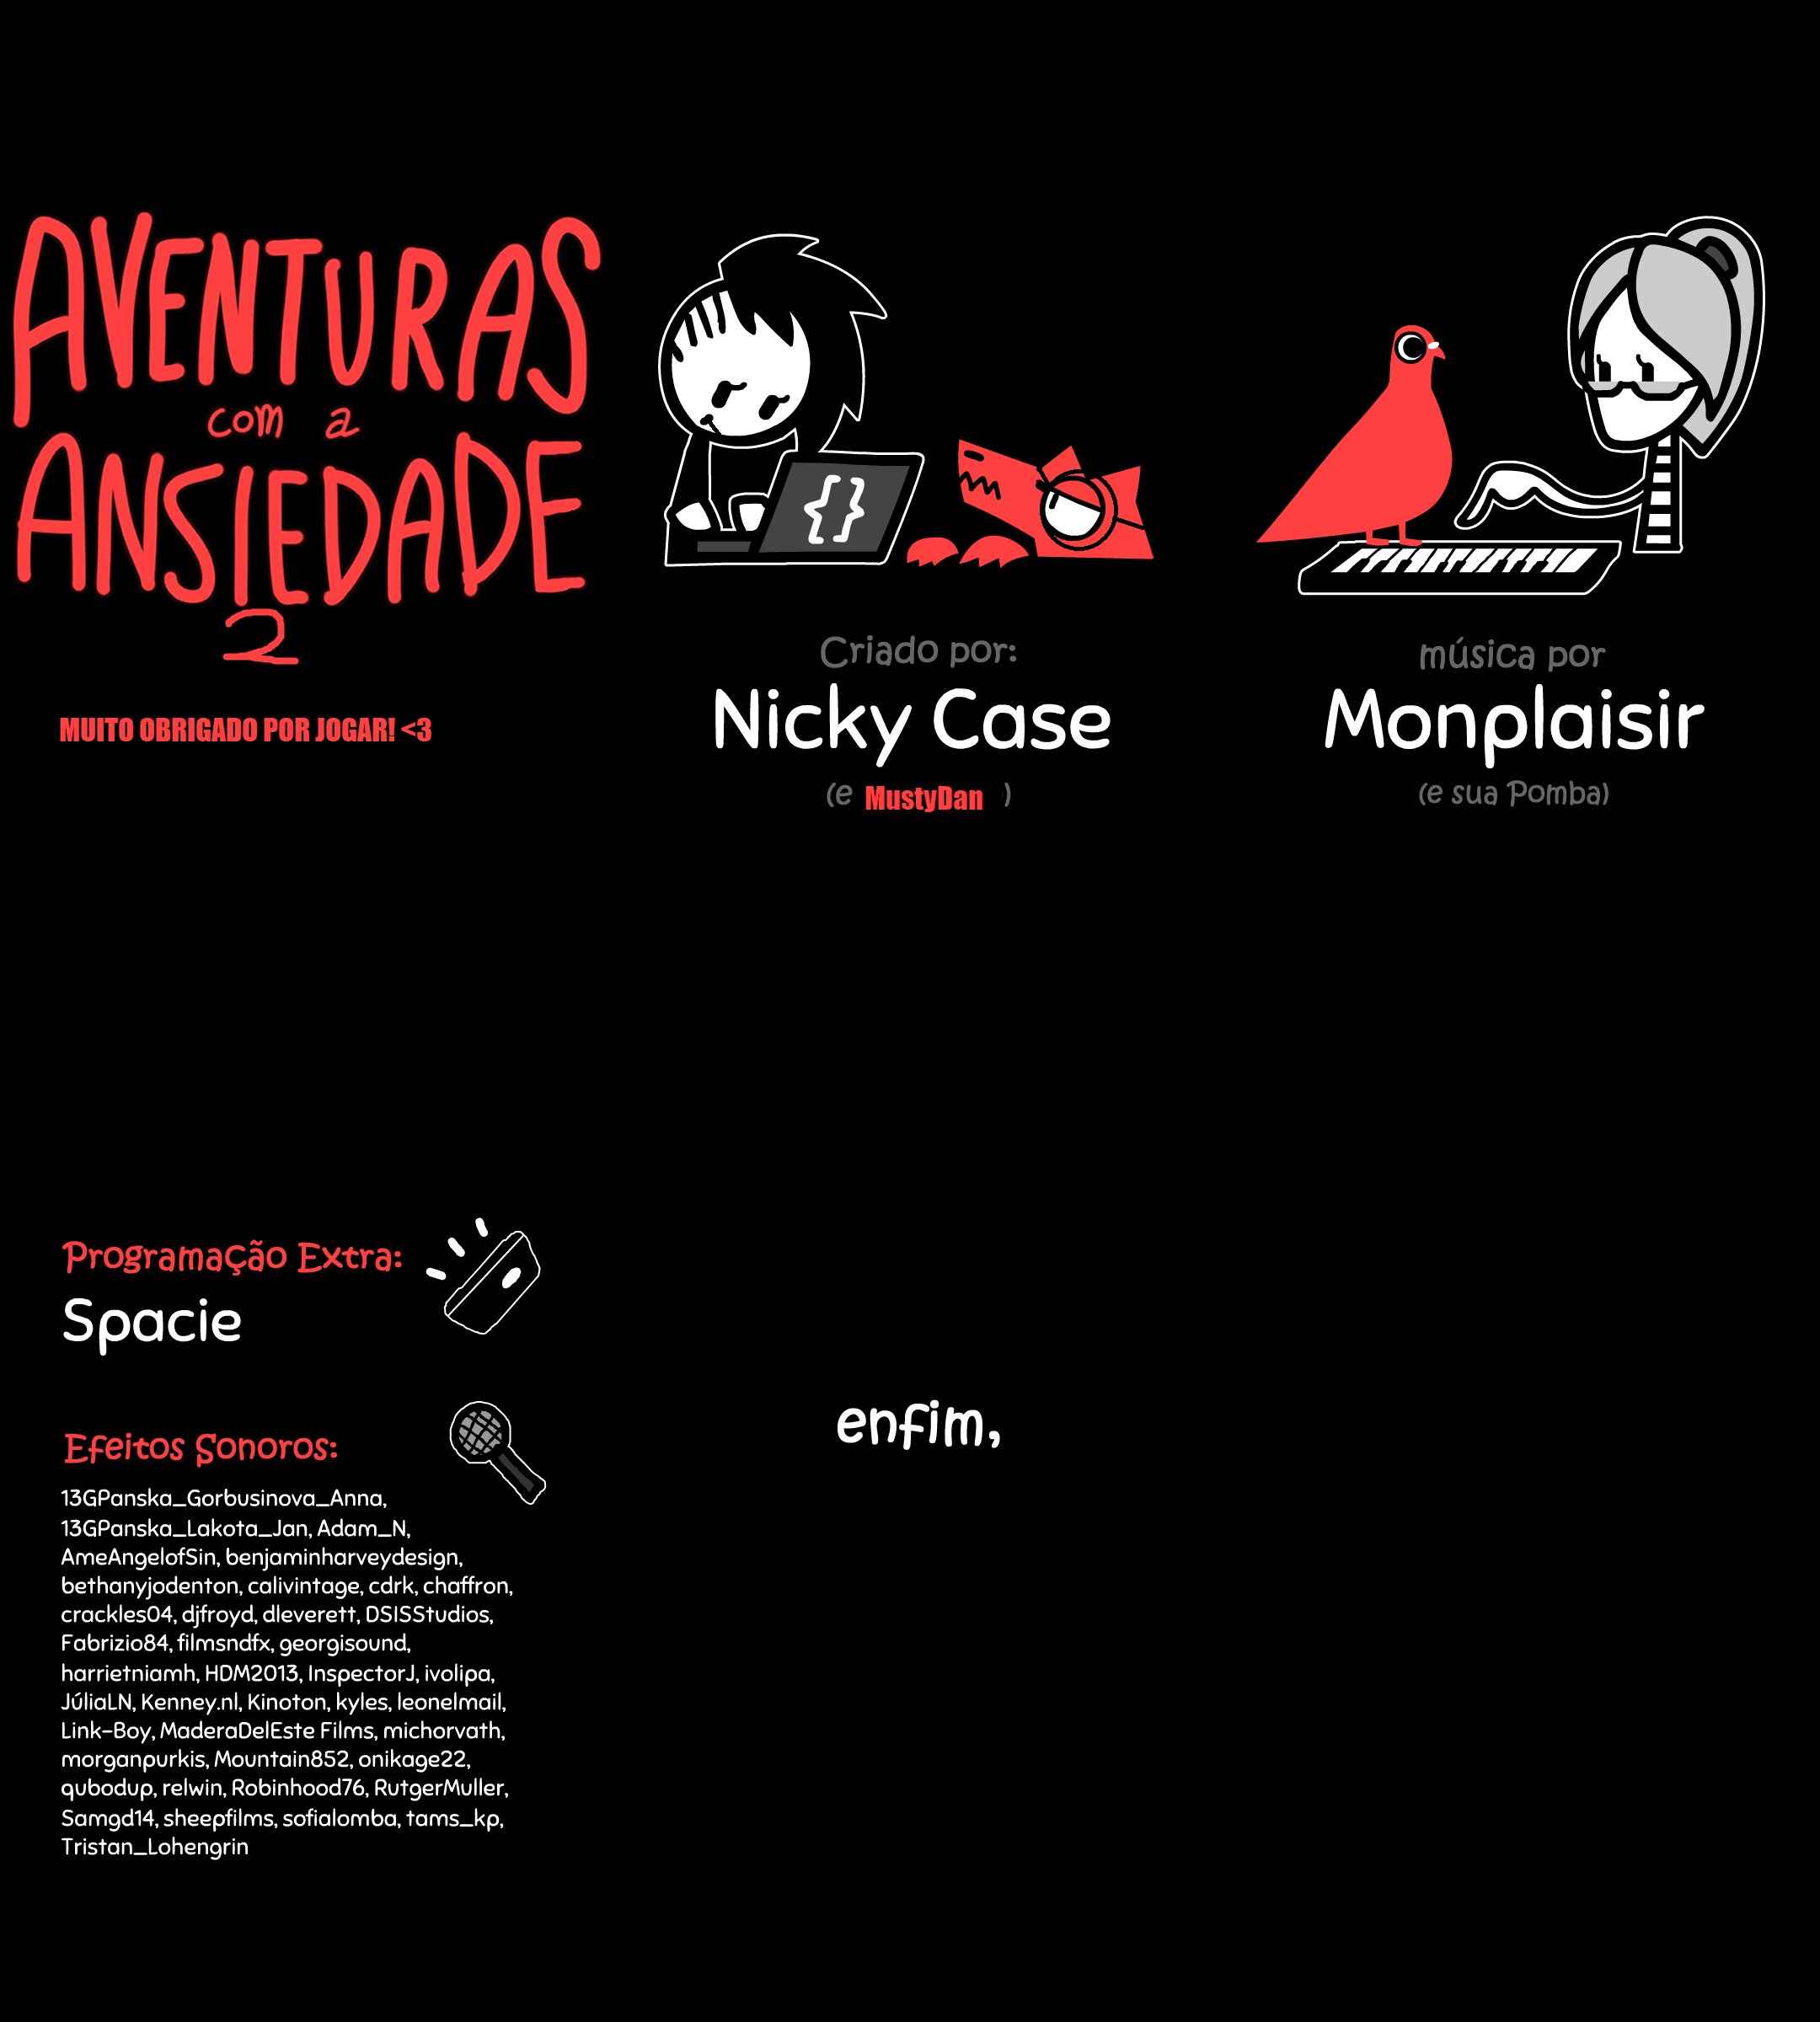 AVENTURAS
com a
ANSIEDADE
2
MUITO OBRIGADO POR JOGAR! <3
{}
Criado por:
Nicky Case
(e MustyDan )
música por
Monplaisir
(e sua Pomba)
Programação Extra:
Spacie
Efeitos Sonoros:
13GPanska_Gorbusinova_Anna,
13GPanska_Lakota_Jan, Adam_N,
AmeAngelofSin, benjaminharveydesign,
bethanyjodenton, calivintage, cdrk, chaffron,
crackles04, djfroyd, dleverett, DSISStudios,
Fabrizio84, filmsndfx, georgisound,
harrietniamh, HDM2013, InspectorJ, ivolipa,
JúliaLN, Kenney.nl, Kinoton, kyles, leonelmail,
Link-Boy, MaderaDelEste Films, michorvath,
morganpurkis, Mountain852, onikage22,
qubodup, relwin, Robinhood76, RutgerMuller,
Samgd14, sheepfilms, sofialomba, tams_kp,
Tristan_Lohengrin
enfim,